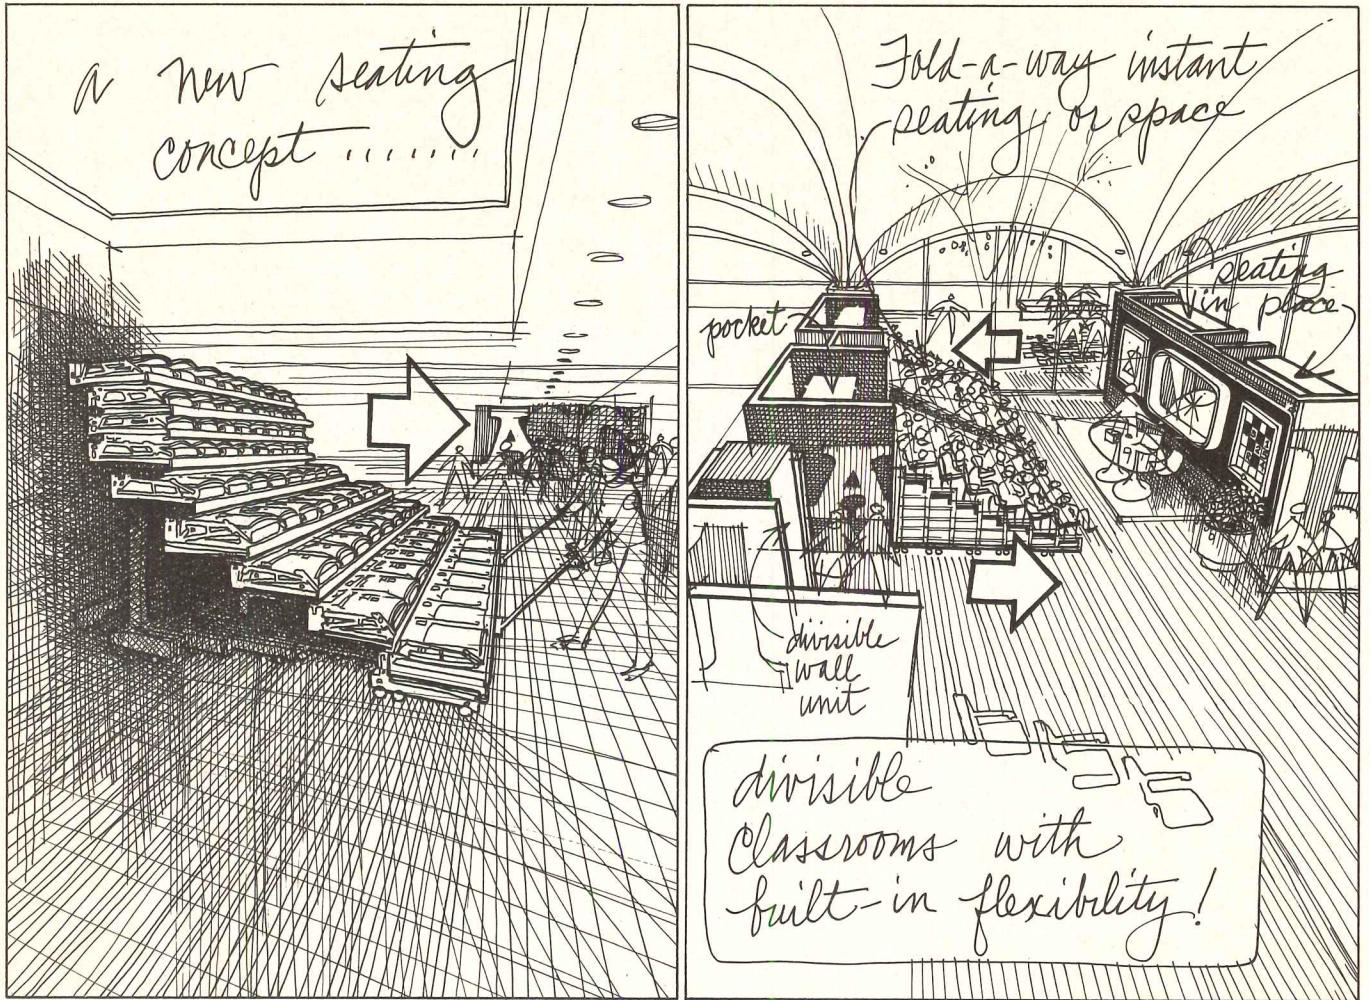 a new seating
concept .......
Fold-a-way instant
seating or space
seating
in place
pocket
divisible
wall
unit
divisible
classrooms with
built-in flexibility!